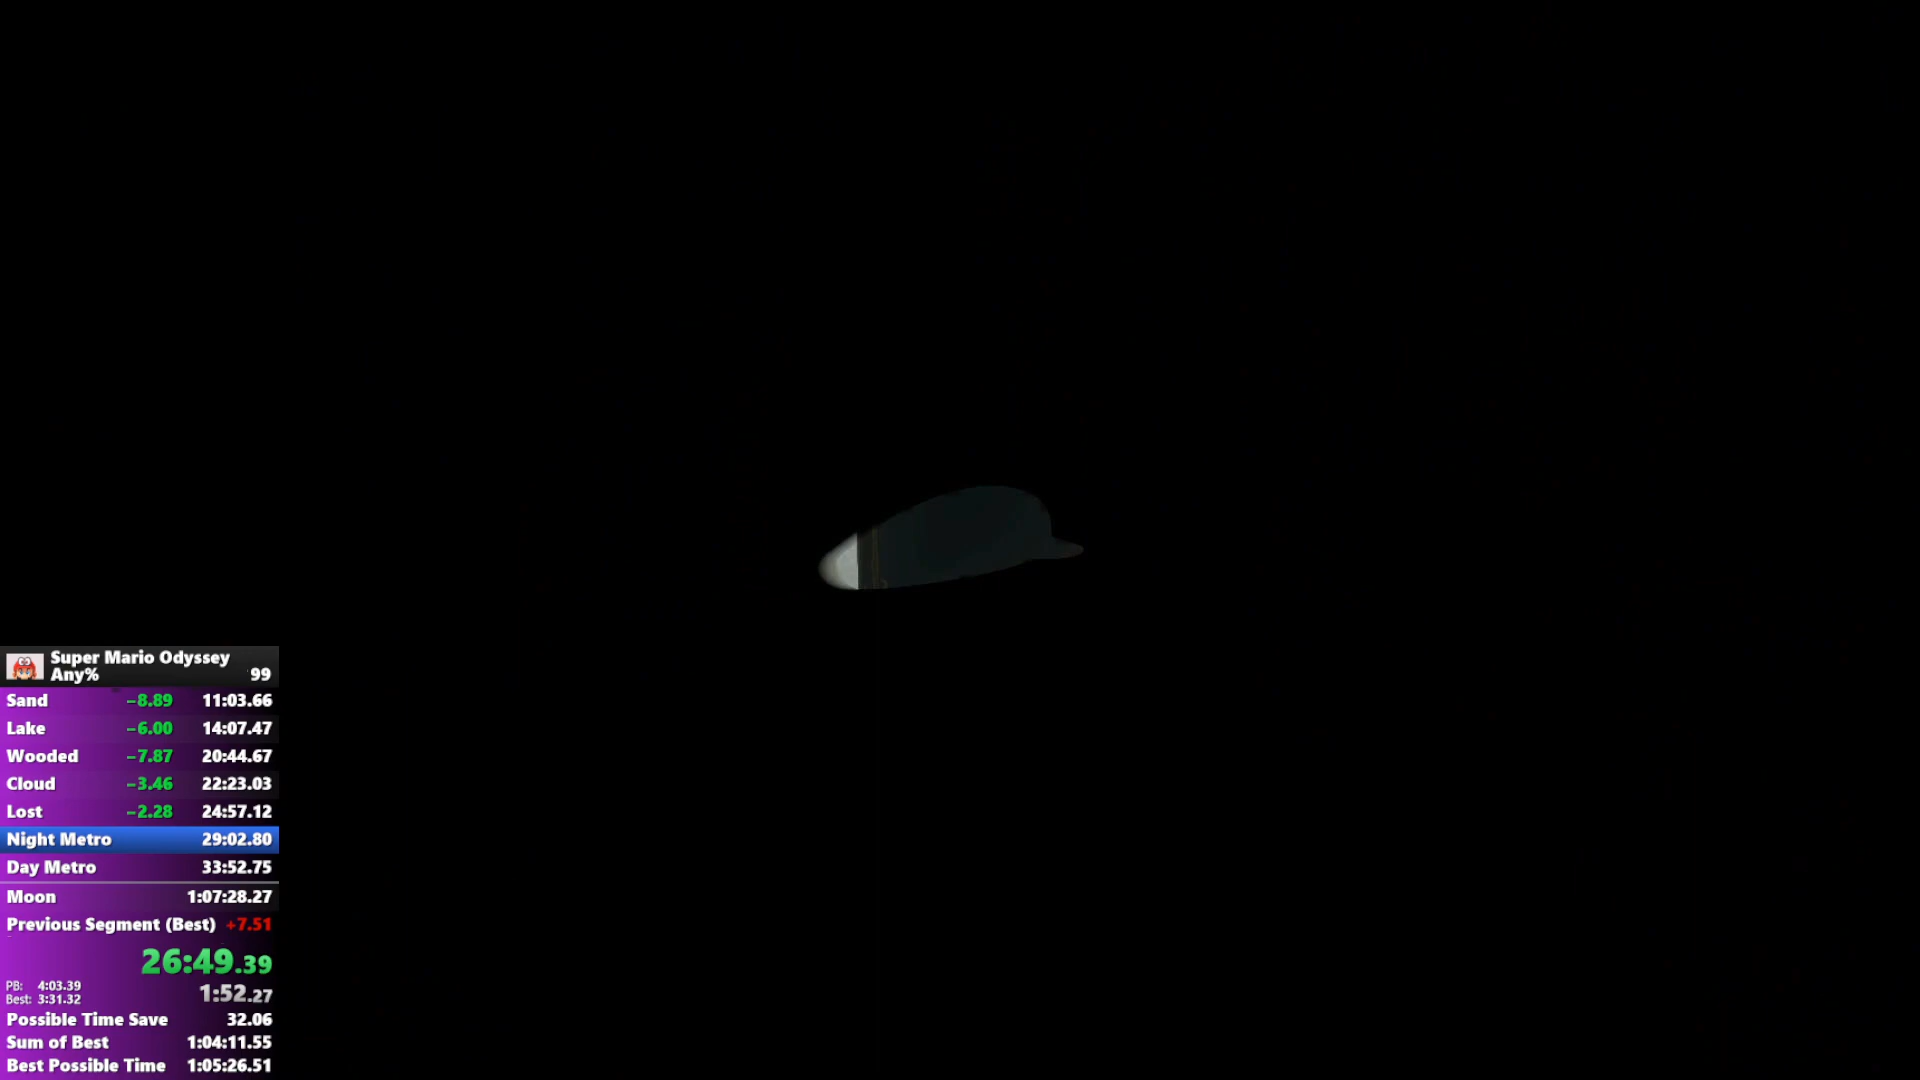 Super Mario Odyssey
Any% 99
Sand −8.89 11:03.66
Lake −6.00 14:07.47
Wooded −7.87 20:44.67
Cloud −3.46 22:23.03
Lost −2.28 24:57.12
Night Metro 29:02.80
Day Metro 33:52.75
Moon 1:07:28.27
Previous Segment (Best) +7.51
26:49.39
PB: 4:03.39
Best: 3:31.32
1:52.27
Possible Time Save 32.06
Sum of Best 1:04:11.55
Best Possible Time 1:05:26.51